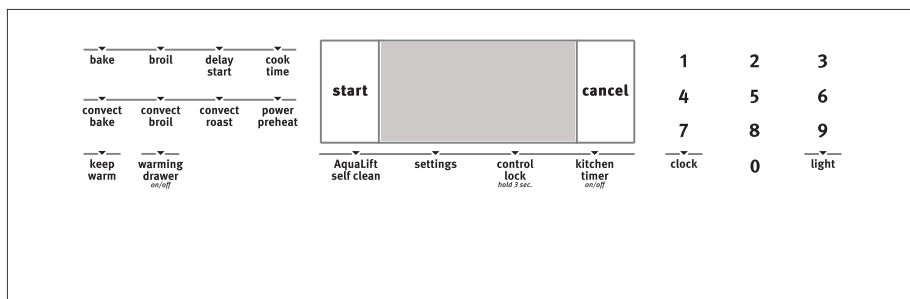 bake broil delay start cook time
convect bake convect broil convect roast power preheat
keep warm warming drawer on/off
start cancel
AquaLift self clean settings control lock hold 3 sec. kitchen timer on/off
1 2 3
4 5 6
7 8 9
clock 0 light